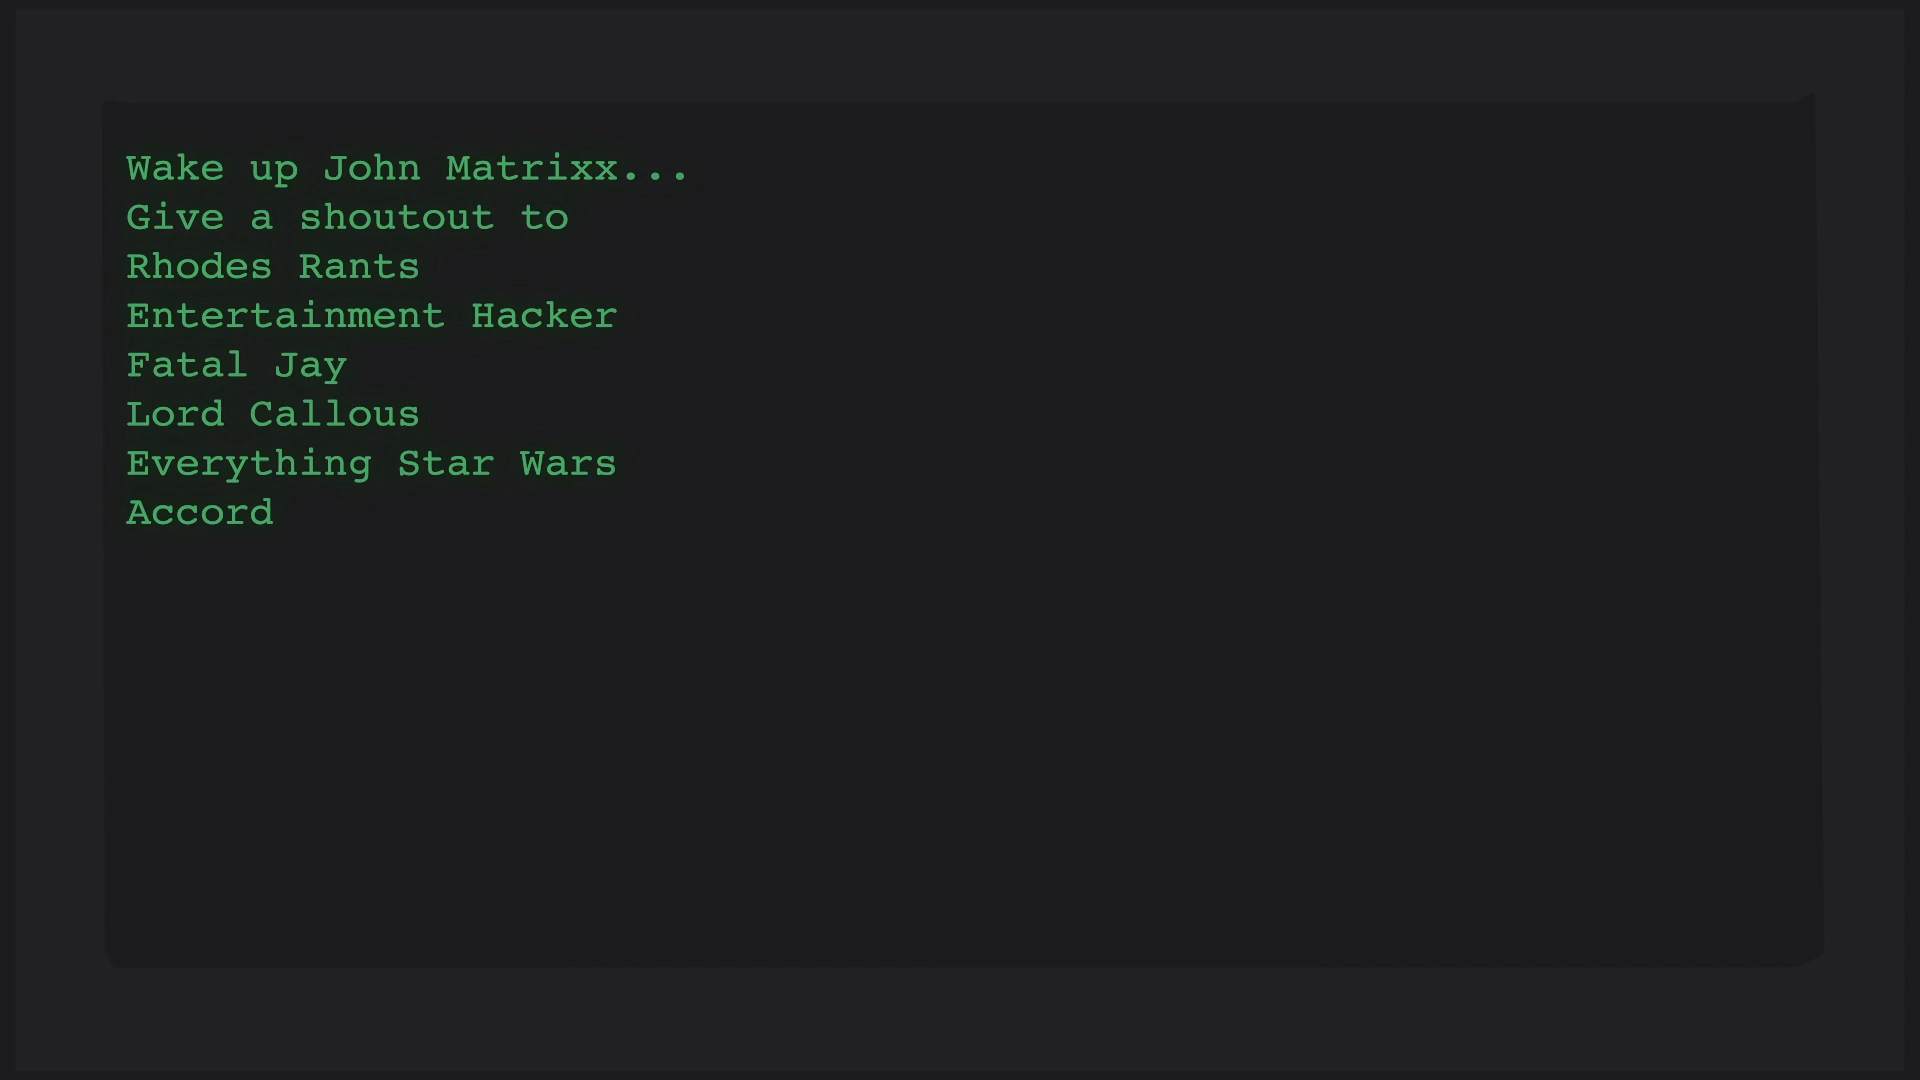 Wake up John Matrixx...
Give a shoutout to
Rhodes Rants
Entertainment Hacker
Fatal Jay
Lord Callous
Everything Star Wars
Accord